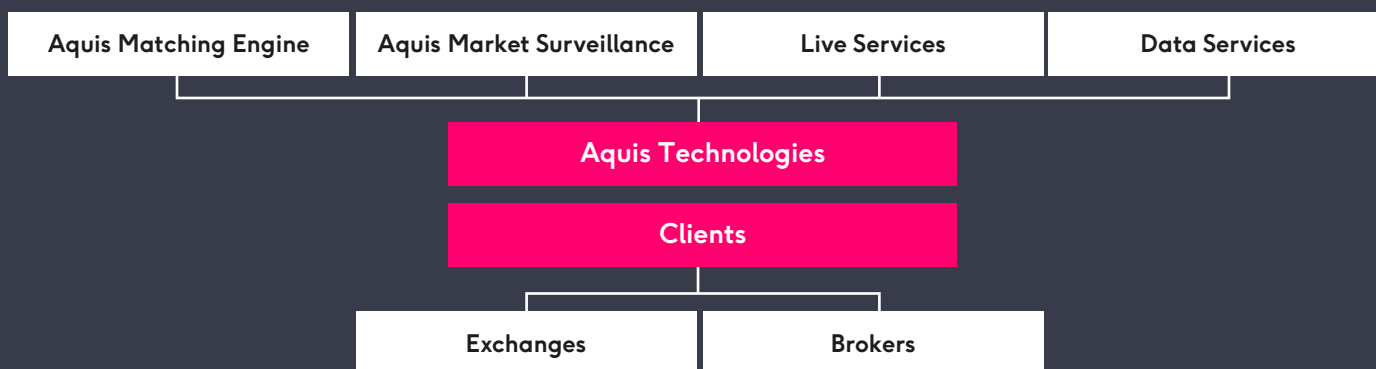 Aquis Matching Engine
Aquis Market Surveillance
Live Services
Data Services
Aquis Technologies
Clients
Exchanges
Brokers